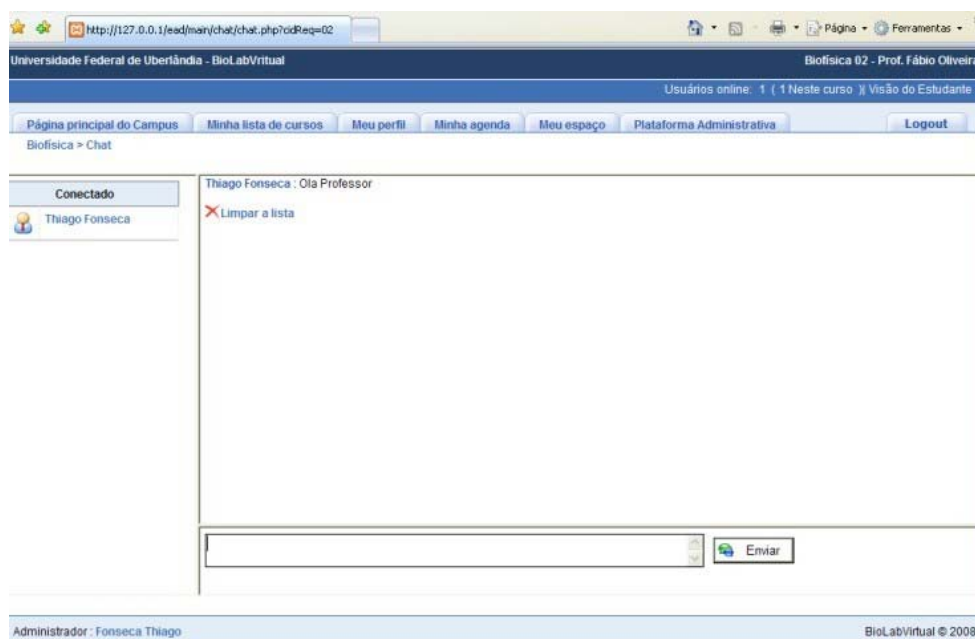 http://127.0.0.1/ead/main/chat/chat.php?cidReq=02
Página
Ferramentas
Universidade Federal de Uberlândia - BioLabVritual
Biofísica 02 - Prof. Fábio Oliveira
Usuários online: 1 ( 1 Neste curso )| Visão do Estudante
Página principal do Campus
Minha lista de cursos
Meu perfil
Minha agenda
Meu espaço
Plataforma Administrativa
Logout
Biofísica > Chat
Conectado
Thiago Fonseca
Thiago Fonseca : Ola Professor
Limpar a lista
Enviar
Administrador : Fonseca Thiago
BioLabVirtual © 2008